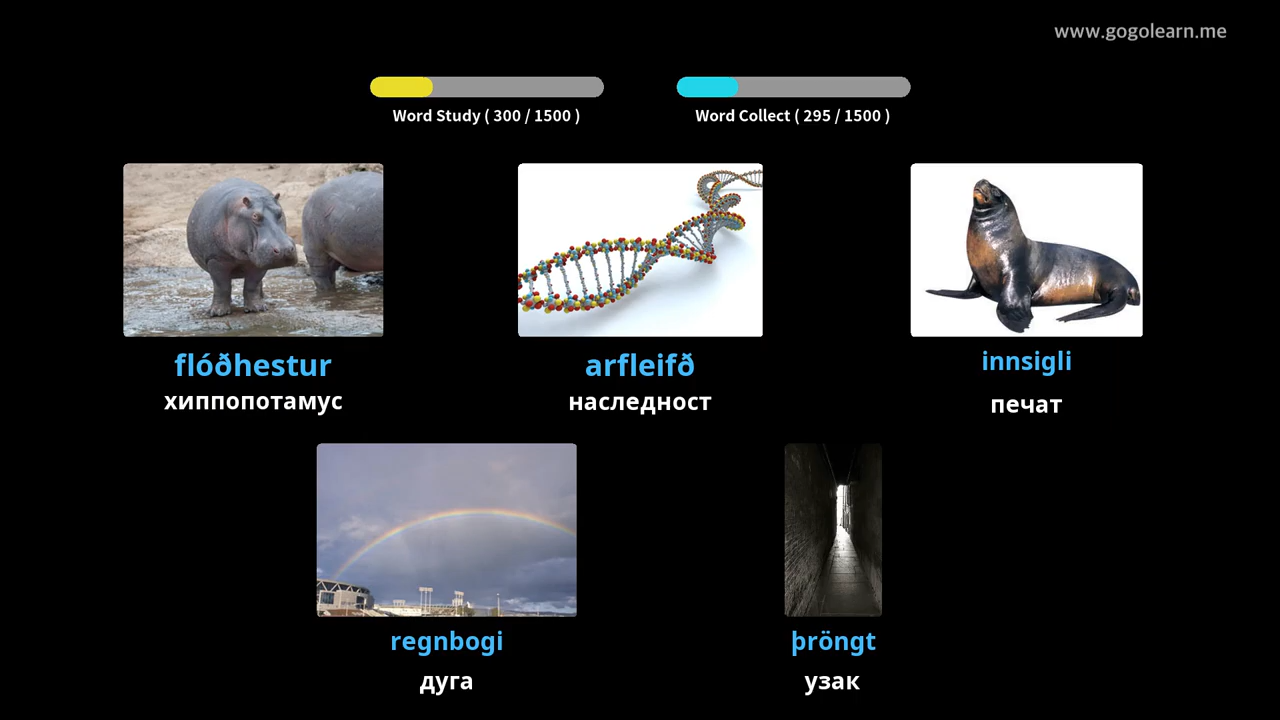 www.gogolearn.me
Word Study ( 300 / 1500 )
Word Collect ( 295 / 1500 )
flóðhestur
arfleifð
innsigli
хиппопотамус
наследност
печат
regnbogi
þröngt
дуга
узак